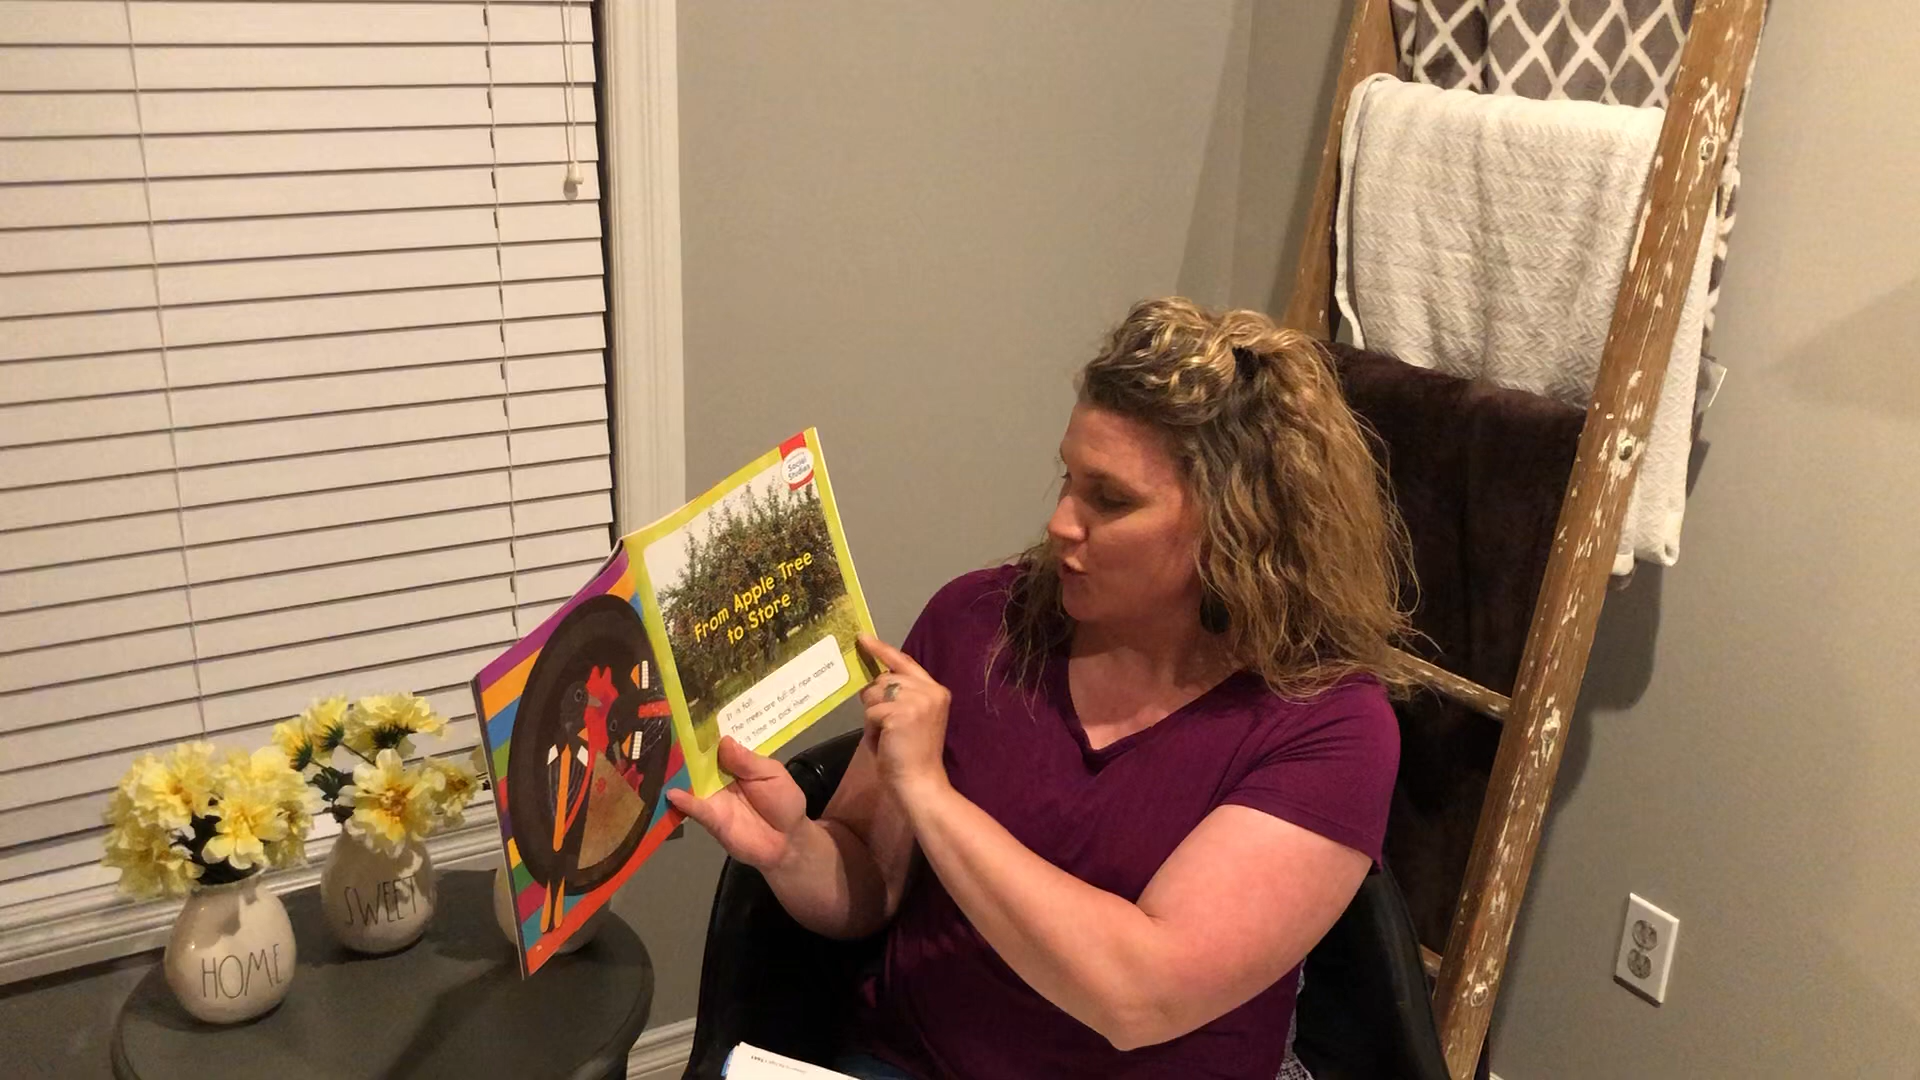 Social
Studies
From Apple Tree
to Store
It is fall.
The trees are full of ripe apples.
is time to pick them.
SWEET
HOME